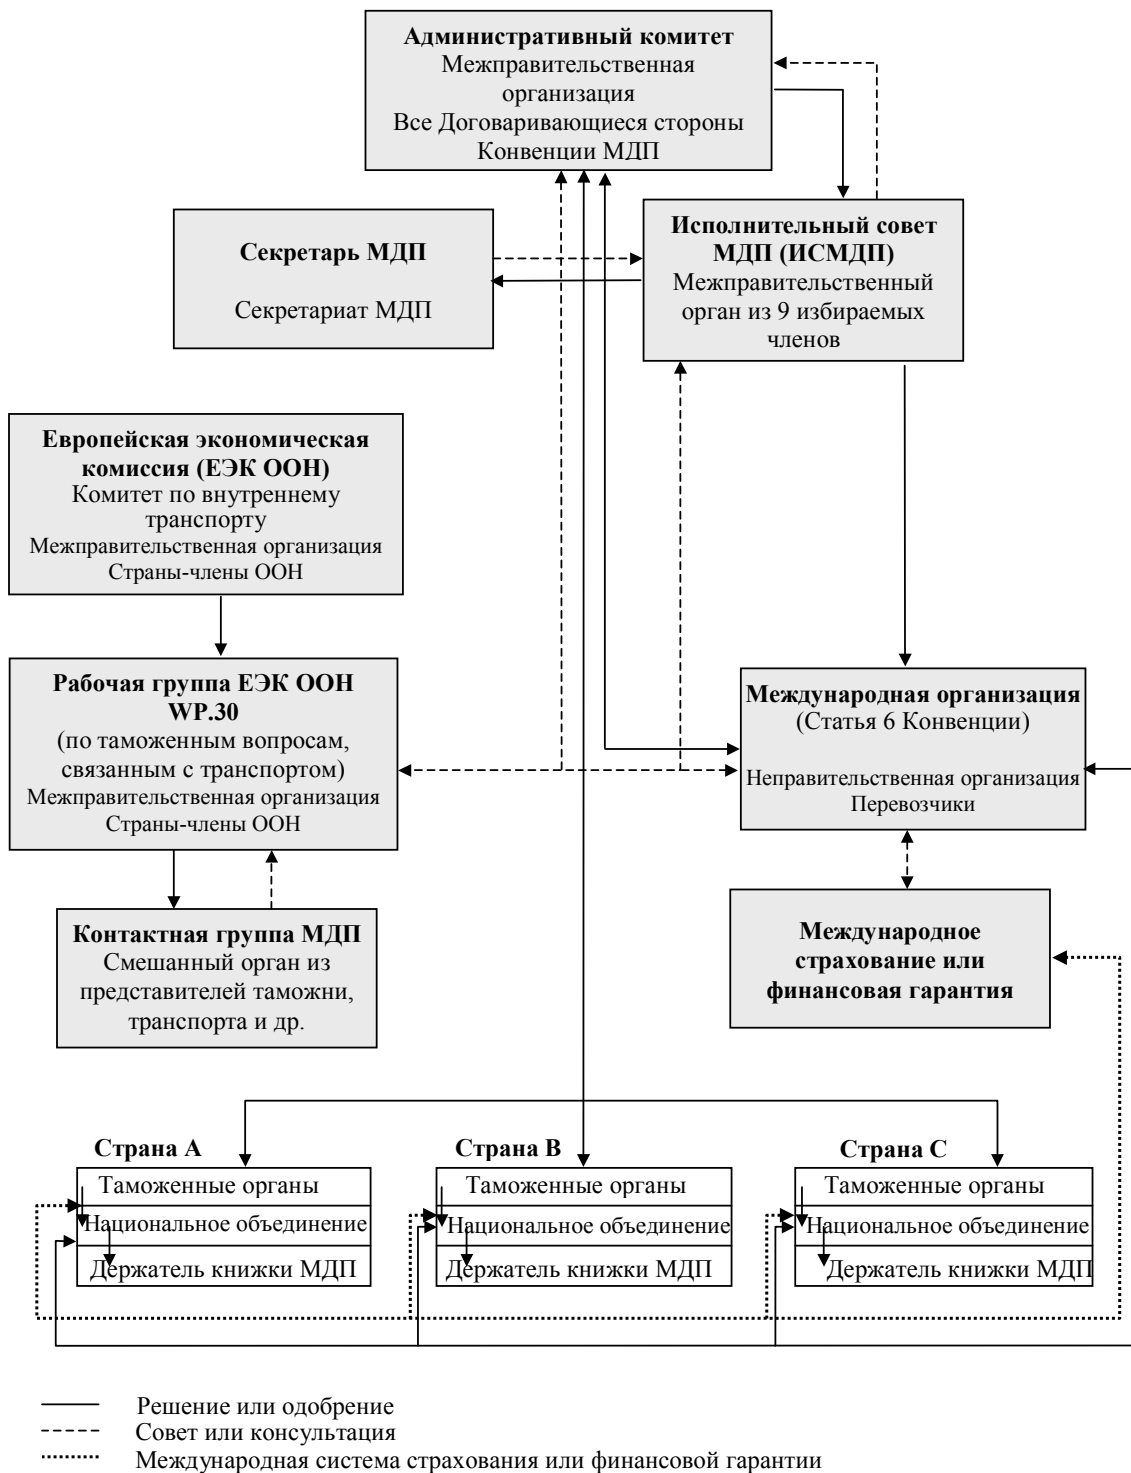 Административный комитет
Межправительственная
организация
Все Договаривающиеся стороны
Конвенции МДП
Секретарь МДП
Секретариат МДП
Исполнительный совет
МДП (ИСМДП)
Межправительственный
орган из 9 избираемых
членов
Европейская экономическая
комиссия (ЕЭК ООН)
Комитет по внутреннему
транспорту
Межправительственная организация
Страны-члены ООН
Рабочая группа ЕЭК ООН
WP.30
(по таможенным вопросам,
связанным с транспортом)
Межправительственная организация
Страны-члены ООН
Международная организация
(Статья 6 Конвенции)
Неправительственная организация
Перевозчики
Контактная группа МДП
Смешанный орган из
представителей таможни,
транспорта и др.
Международное
страхование или
финансовая гарантия
Страна А
Таможенные органы
Национальное объединение
Держатель книжки МДП
Страна В
Таможенные органы
Национальное объединение
Держатель книжки МДП
Страна С
Таможенные органы
Национальное объединение
Держатель книжки МДП
Решение или одобрение
Совет или консультация
Международная система страхования или финансовой гарантии